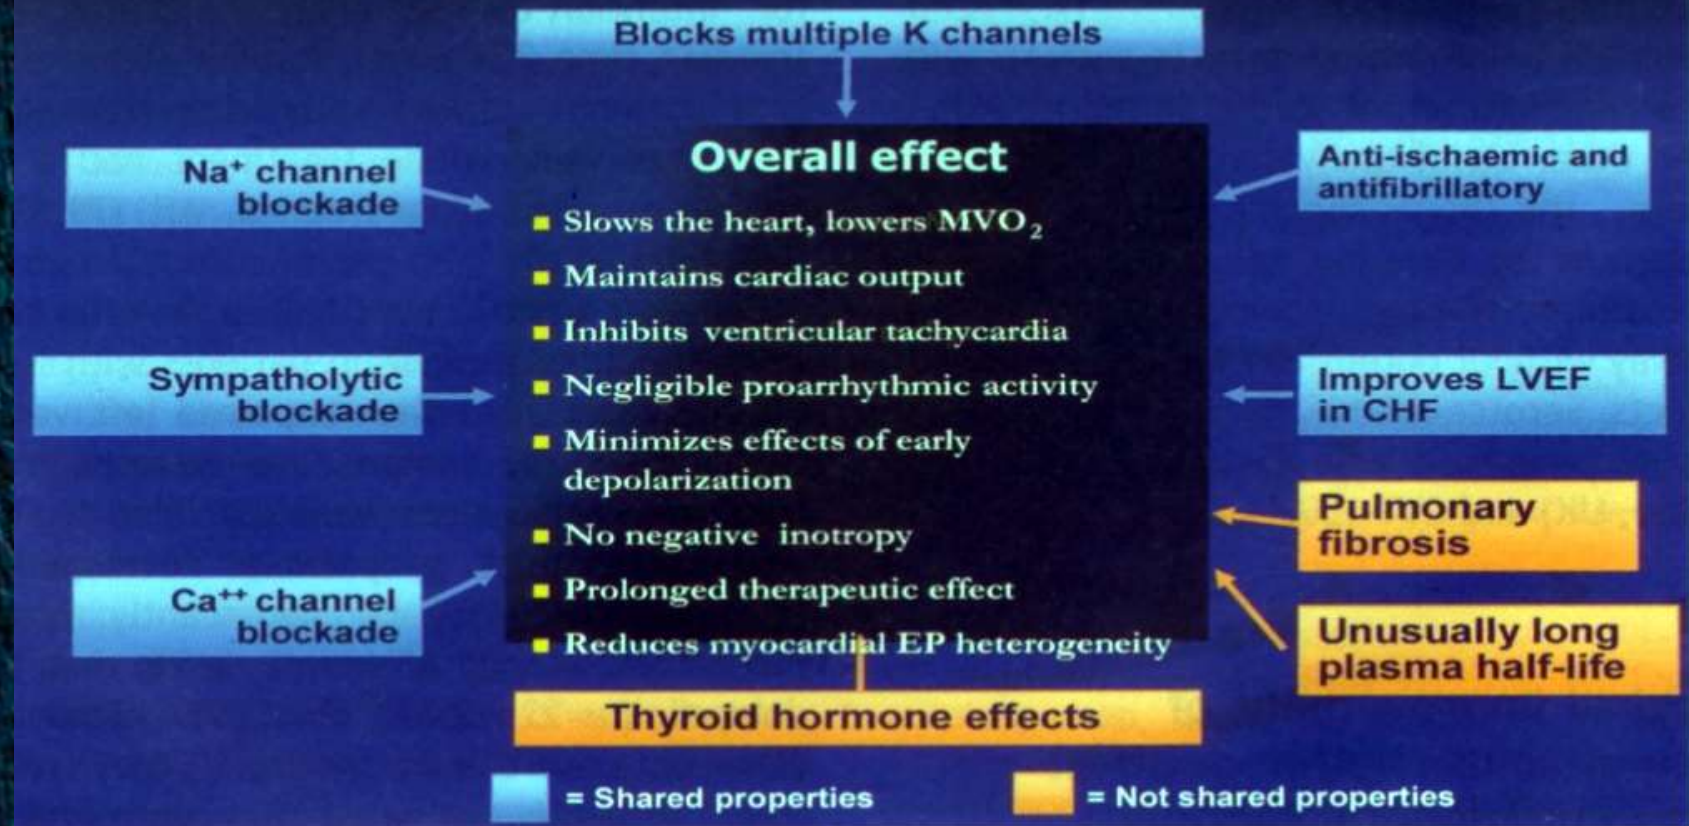 Blocks multiple K channels
Na⁺ channel
blockade
Sympatholytic
blockade
Ca⁺⁺ channel
blockade
Overall effect
Slows the heart, lowers MVO₂
Maintains cardiac output
Inhibits ventricular tachycardia
Negligible proarrhythmic activity
Minimizes effects of early
depolarization
No negative inotropy
Prolonged therapeutic effect
Reduces myocardial EP heterogeneity
Anti-ischaemic and
antifibrillatory
Improves LVEF
in CHF
Pulmonary
fibrosis
Unusually long
plasma half-life
Thyroid hormone effects
= Shared properties
= Not shared properties